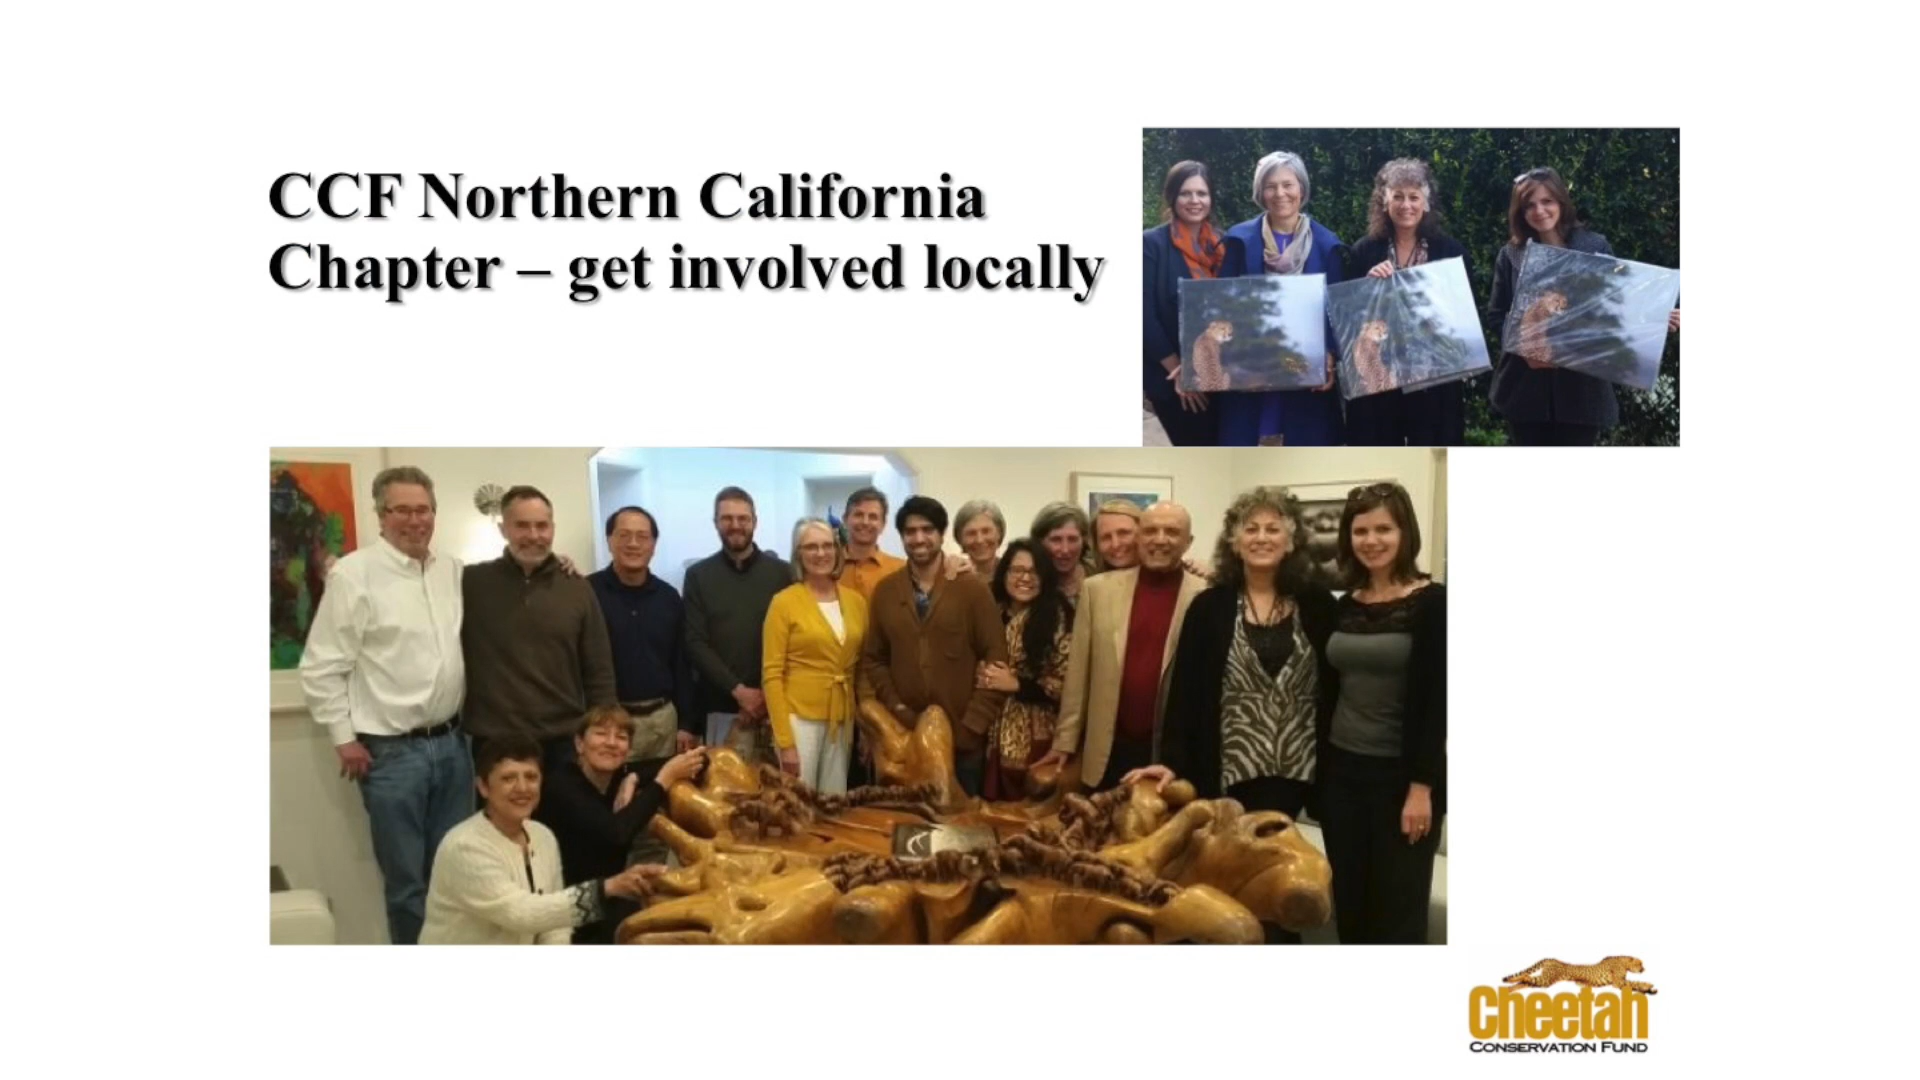 CCF Northern California
Chapter – get involved locally
Cheetah
CONSERVATION FUND